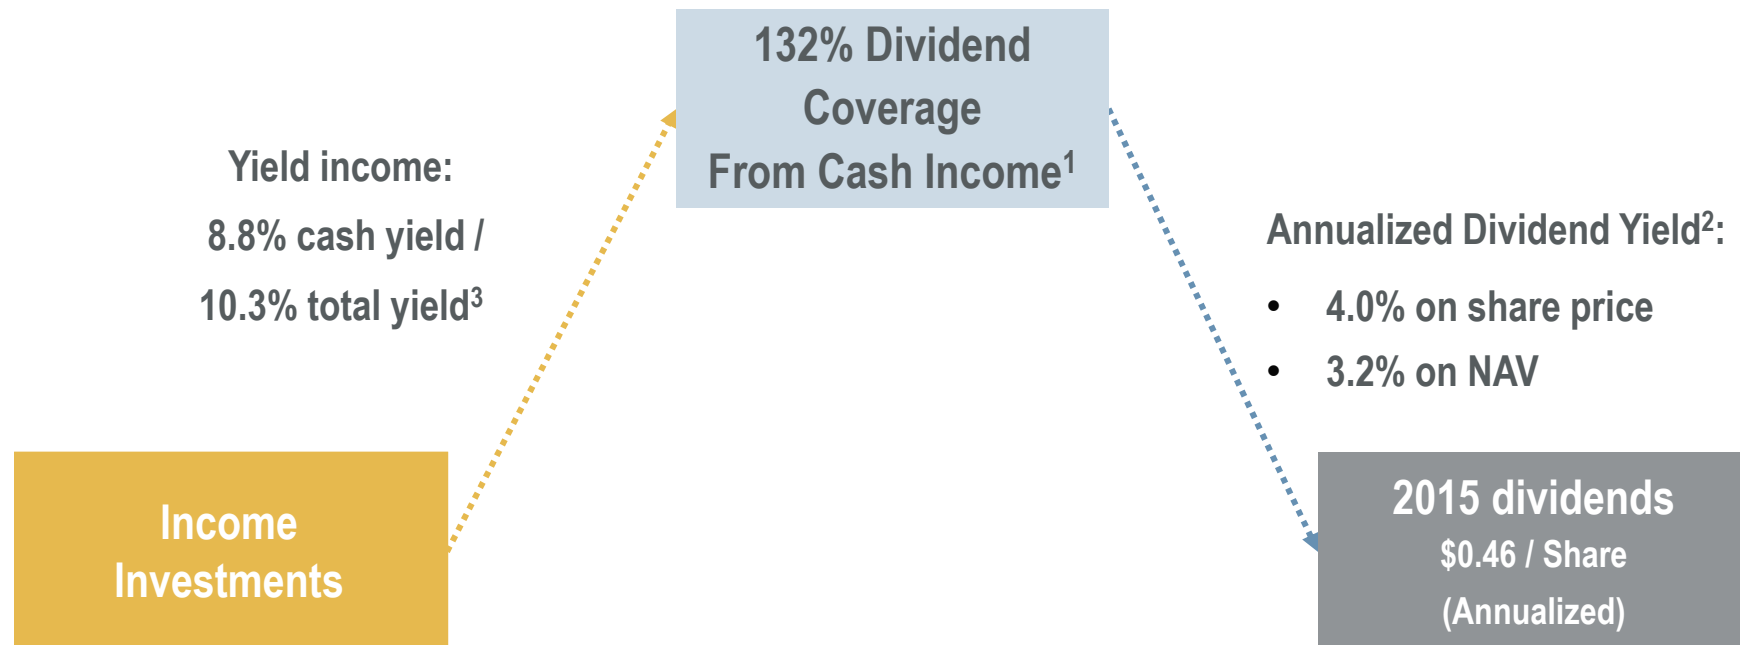 132% Dividend
Coverage
From Cash Income¹
Yield income:
8.8% cash yield /
10.3% total yield³
Annualized Dividend Yield²:
• 4.0% on share price
• 3.2% on NAV
Income
Investments
2015 dividends
$0.46 / Share
(Annualized)